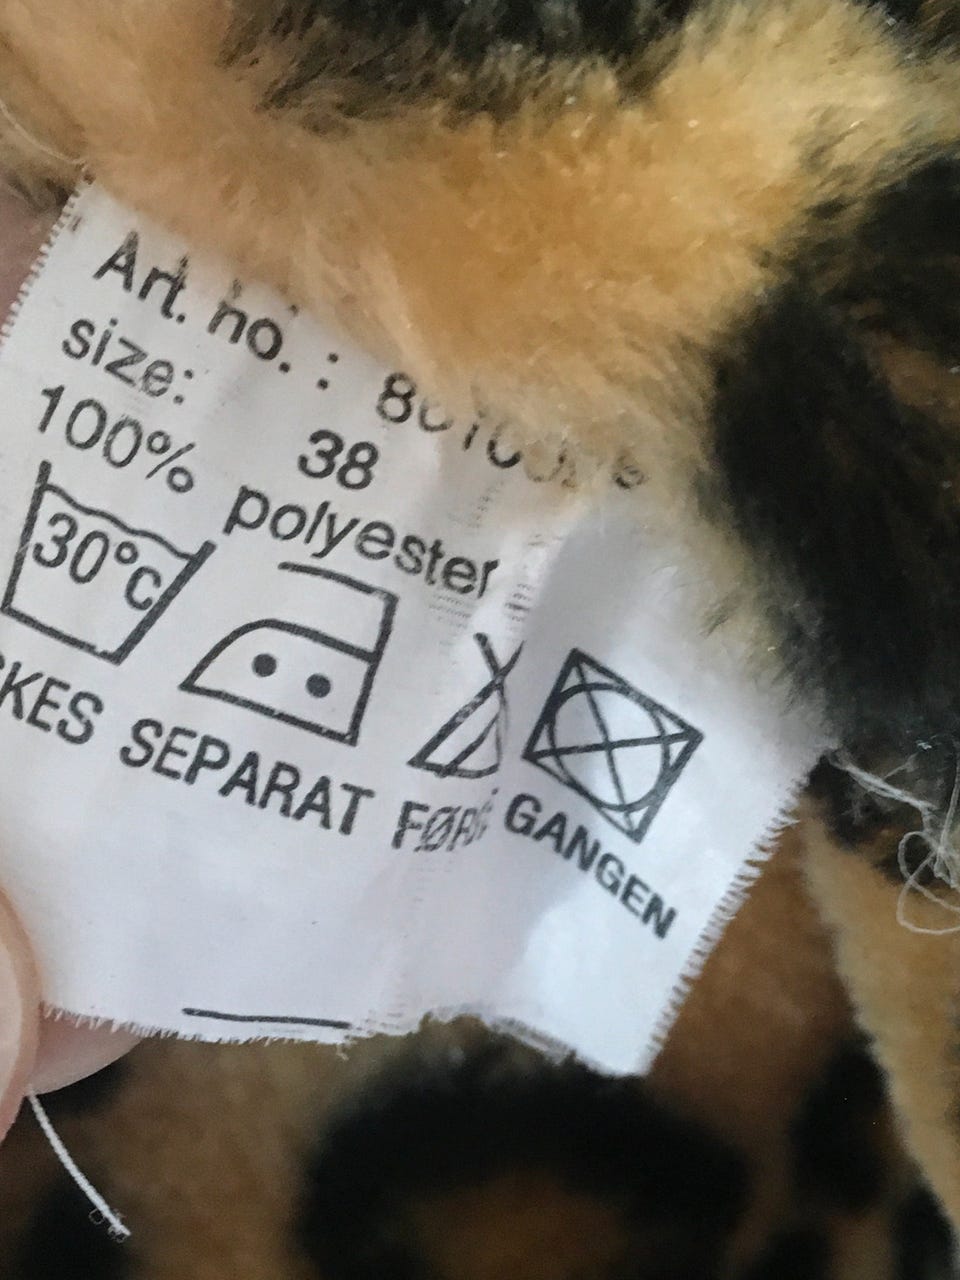 Art. no. :
size: 38
100% polyester
30°C
SEPARAT GANGEN